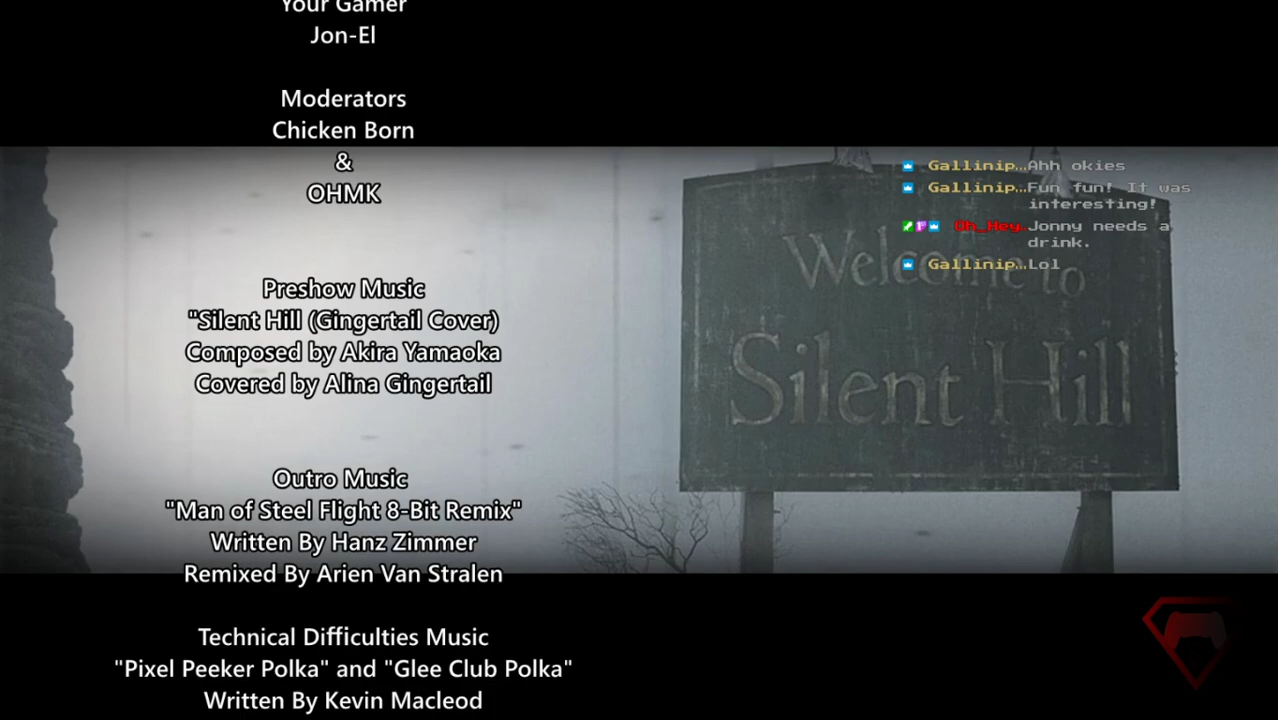 Your Gamer
Jon-El
Moderators
Chicken Born
&
OHMK
Preshow Music
"Silent Hill (Gingertail Cover)
Composed by Akira Yamaoka
Covered by Alina Gingertail
Outro Music
"Man of Steel Flight 8-Bit Remix"
Written By Hanz Zimmer
Remixed By Arien Van Stralen
Technical Difficulties Music
"Pixel Peeker Polka" and "Glee Club Polka"
Written By Kevin Macleod
Gallinip…Ahh okies
Gallinip…Fun fun! It was
interesting!
Oh_Hey…Jonny needs a
drink.
Gallinip…Lol
Welcome to
Silent Hill